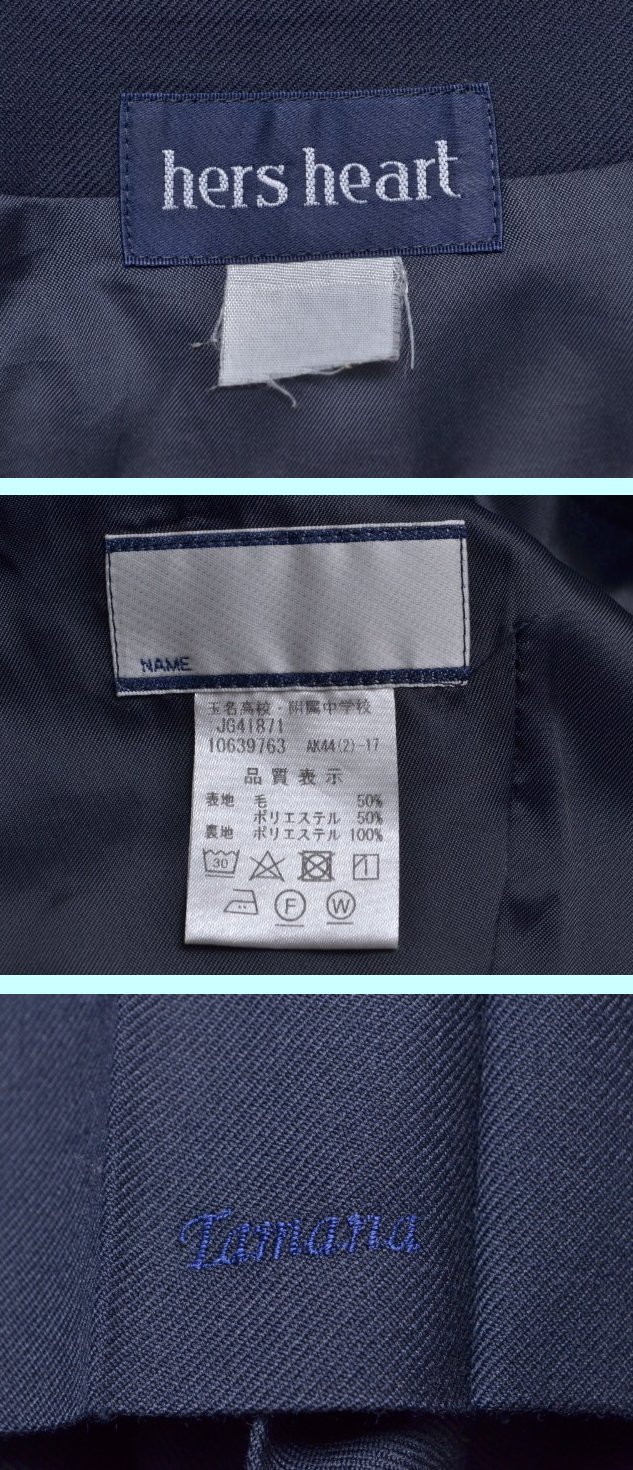 hers heart
NAME
玉名高校・附属中学校
JG41871
10639763 AK44(2)-17
品質表示
表地 毛 50%
ポリエステル 50%
裏地 ポリエステル 100%
30
F W
Tamana